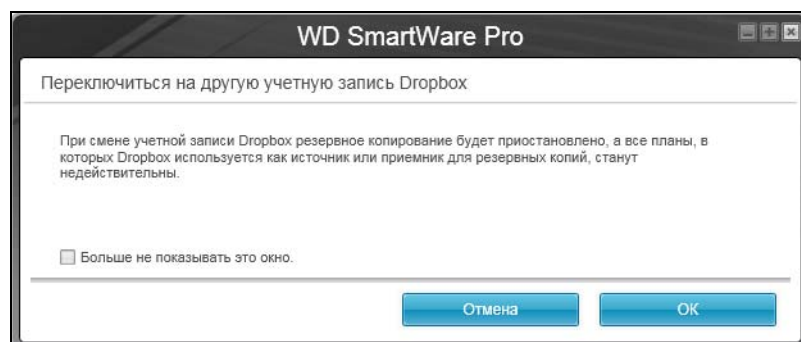 WD SmartWare Pro
Переключиться на другую учетную запись Dropbox
При смене учетной записи Dropbox резервное копирование будет приостановлено, а все планы, в
которых Dropbox используется как источник или приемник для резервных копий, станут
недействительны.
Больше не показывать это окно.
Отмена
OK